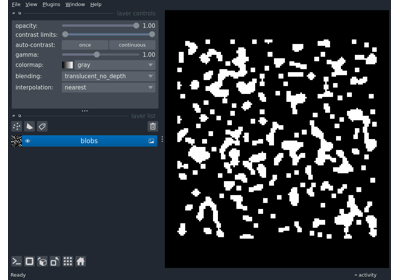 File View Plugins Window Help
layer controls
opacity: 1.00
contrast limits:
auto-contrast: once continuous
gamma: 1.00
colormap: gray
blending: translucent_no_depth
interpolation: nearest
layer list
blobs
Ready activity